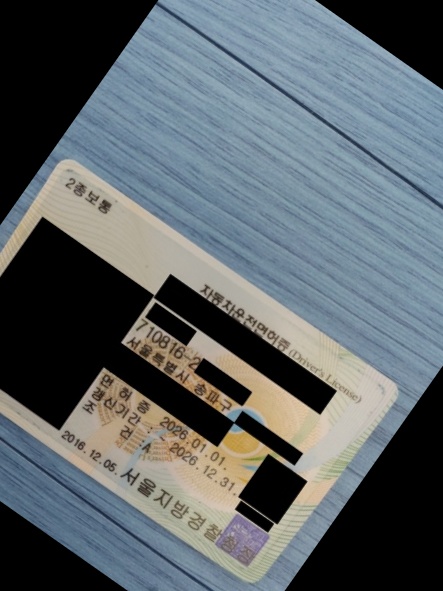 2종보통
자동차운전면허증 (Driver's License)
710816-2
서울특별시 송파구
면허증 2026.01.01.
갱신기간 2026.12.31.
조건 A
2016.12.05. 서울지방경찰청장